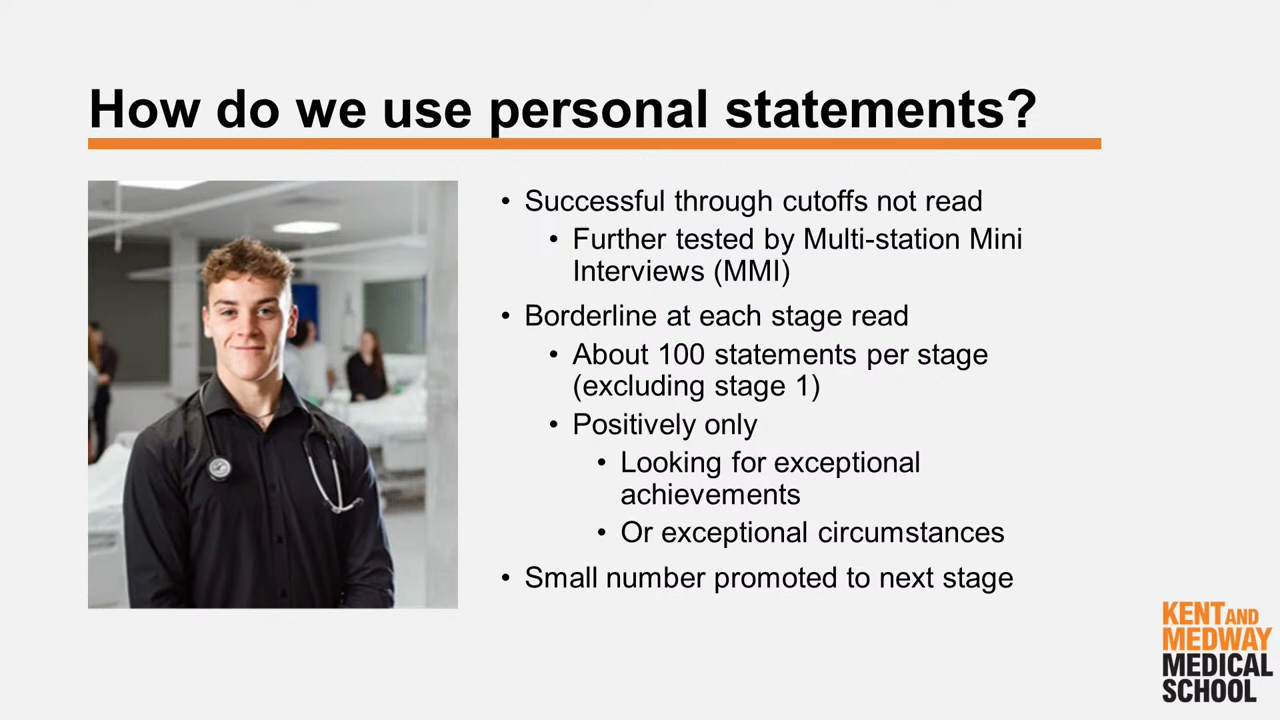 How do we use personal statements?
• Successful through cutoffs not read
• Further tested by Multi-station Mini
Interviews (MMI)
• Borderline at each stage read
• About 100 statements per stage
(excluding stage 1)
• Positively only
• Looking for exceptional
achievements
• Or exceptional circumstances
• Small number promoted to next stage
KENT AND
MEDWAY
MEDICAL
SCHOOL